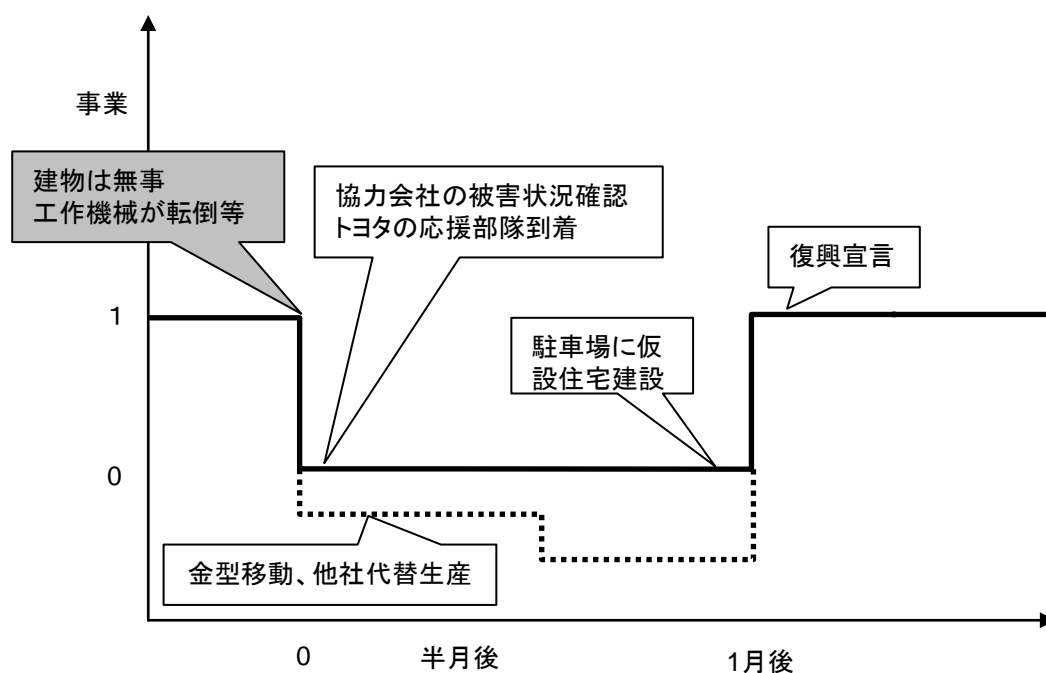 事業
建物は無事
工作機械が転倒等
協力会社の被害状況確認
トヨタの応援部隊到着
復興宣言
1
駐車場に仮
設住宅建設
0
金型移動、他社代替生産
0
半月後
1月後